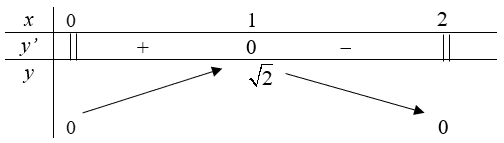 x 0 1 2
y’ || + 0 – ||
y √2
0 0